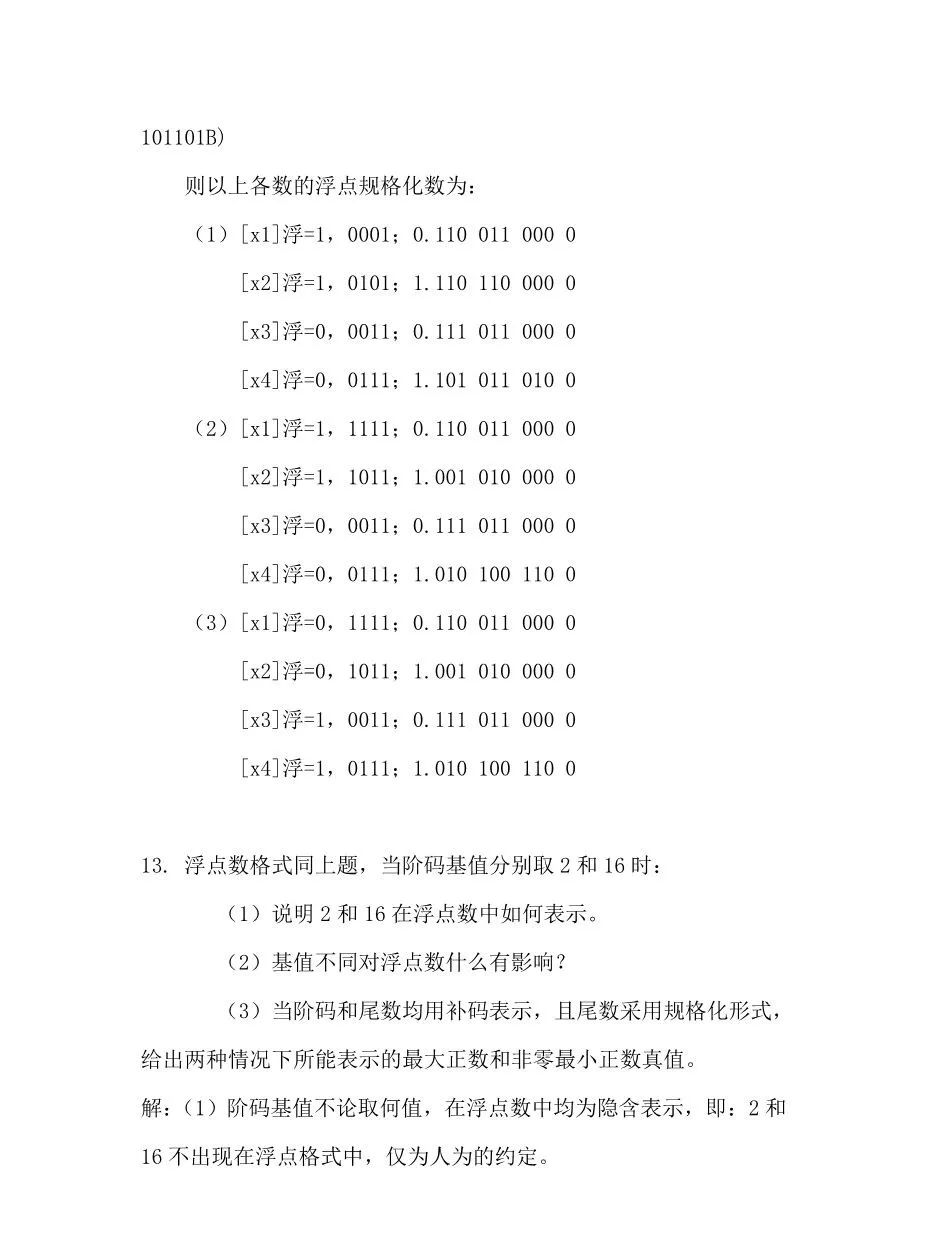 101101B)
则以上各数的浮点规格化数为：
（1）[x1]浮=1，0001；0.110 011 000 0
[x2]浮=1，0101；1.110 110 000 0
[x3]浮=0，0011；0.111 011 000 0
[x4]浮=0，0111；1.101 011 010 0
（2）[x1]浮=1，1111；0.110 011 000 0
[x2]浮=1，1011；1.001 010 000 0
[x3]浮=0，0011；0.111 011 000 0
[x4]浮=0，0111；1.010 100 110 0
（3）[x1]浮=0，1111；0.110 011 000 0
[x2]浮=0，1011；1.001 010 000 0
[x3]浮=1，0011；0.111 011 000 0
[x4]浮=1，0111；1.010 100 110 0
13. 浮点数格式同上题，当阶码基值分别取 2 和 16 时：
（1）说明 2 和 16 在浮点数中如何表示。
（2）基值不同对浮点数什么有影响？
（3）当阶码和尾数均用补码表示，且尾数采用规格化形式，
给出两种情况下所能表示的最大正数和非零最小正数真值。
解：（1）阶码基值不论取何值，在浮点数中均为隐含表示，即：2 和
16 不出现在浮点格式中，仅为人为的约定。